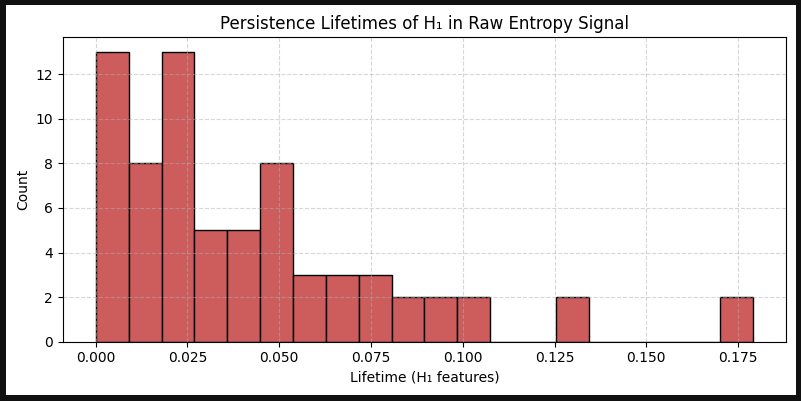 Persistence Lifetimes of H₁ in Raw Entropy Signal
12
10
8
6
4
2
0
Count
0.000 0.025 0.050 0.075 0.100 0.125 0.150 0.175
Lifetime (H₁ features)